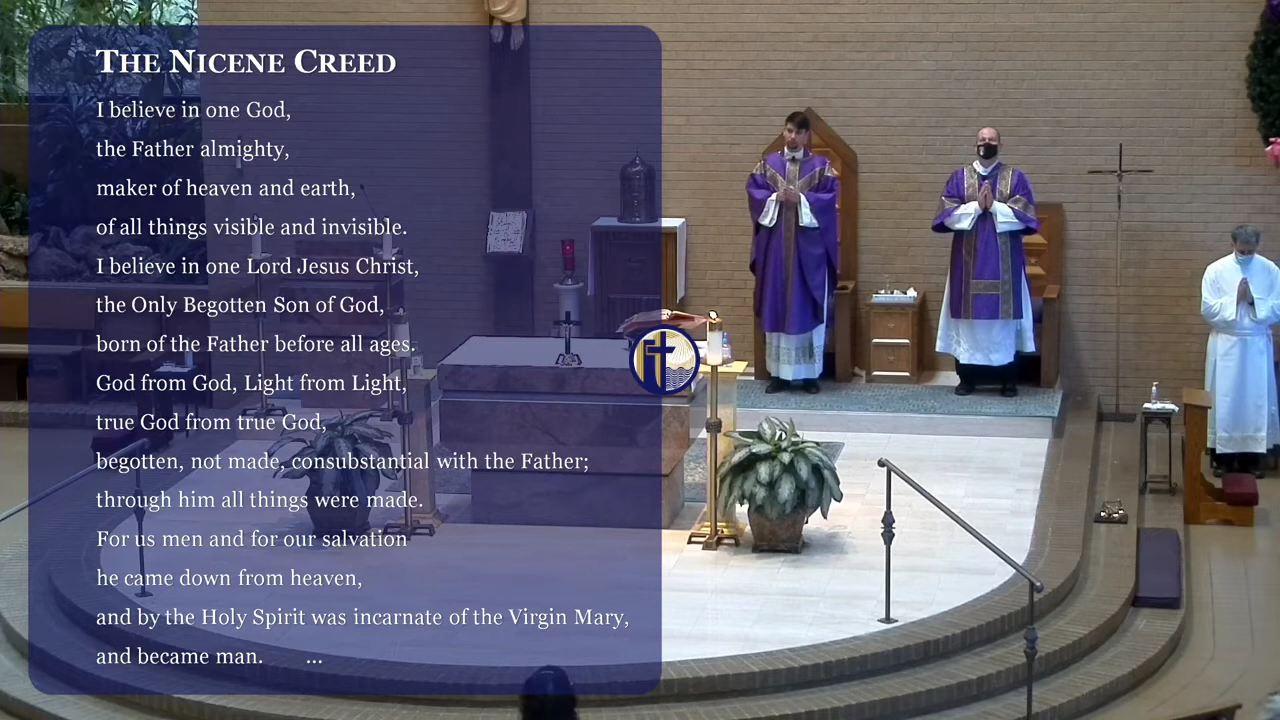 THE NICENE CREED
I believe in one God,
the Father almighty,
maker of heaven and earth,
of all things visible and invisible.
I believe in one Lord Jesus Christ,
the Only Begotten Son of God,
born of the Father before all ages.
God from God, Light from Light,
true God from true God,
begotten, not made, consubstantial with the Father;
through him all things were made.
For us men and for our salvation
he came down from heaven,
and by the Holy Spirit was incarnate of the Virgin Mary,
and became man. ...